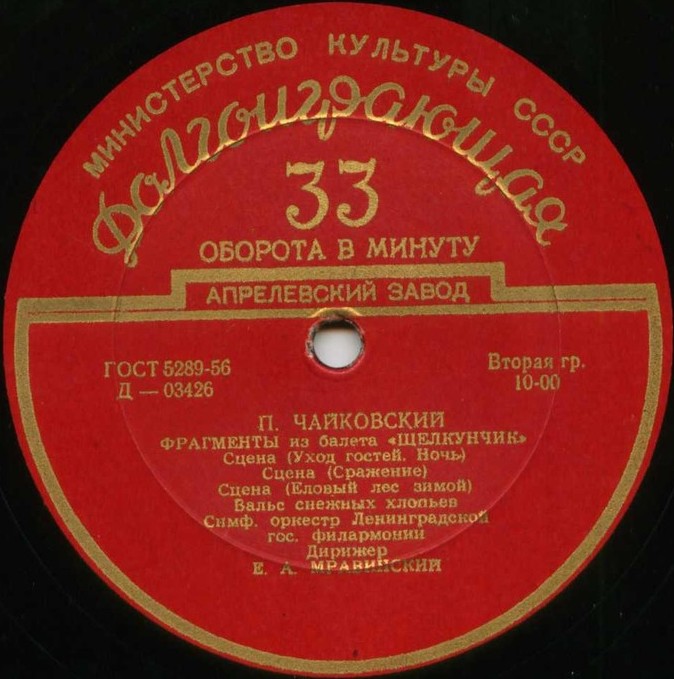 МИНИСТЕРСТВО КУЛЬТУРЫ СССР
Долгоиграющая
33
ОБОРОТА В МИНУТУ
АПРЕЛЕВСКИЙ ЗАВОД
ГОСТ 5289-56
Д — 03426
Вторая гр.
10-00
П. ЧАЙКОВСКИЙ
ФРАГМЕНТЫ из балета «ЩЕЛКУНЧИК»
Сцена (Уход гостей. Ночь)
Сцена (Сражение)
Сцена (Еловый лес зимой)
Вальс снежных хлопьев
Симф. оркестр Ленинградской
гос. филармонии
Дирижер
Е. А. МРАВИНСКИЙ